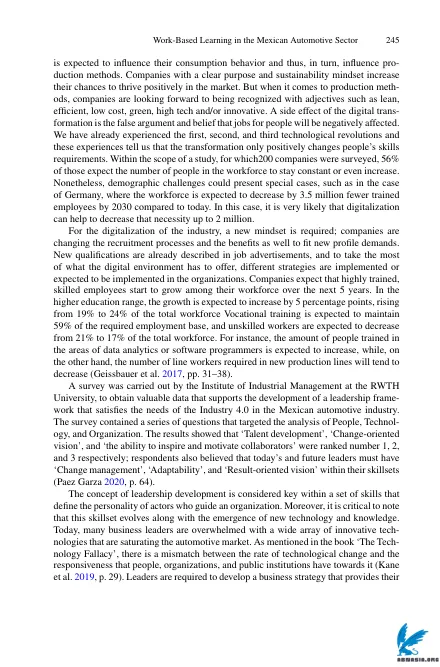 Work-Based Learning in the Mexican Automotive Sector 245
is expected to influence their consumption behavior and thus, in turn, influence pro-
duction methods. Companies with a clear purpose and sustainability mindset increase
their chances to thrive positively in the market. But when it comes to production meth-
ods, companies are looking forward to being recognized with adjectives such as lean,
efficient, low cost, green, high tech and/or innovative. A side effect of the digital trans-
formation is the false argument and belief that jobs for people will be negatively affected.
We have already experienced the first, second, and third technological revolutions and
these experiences tell us that the transformation only positively changes people's skills
requirements. Within the scope of a study, for which200 companies were surveyed, 56%
of those expect the number of people in the workforce to stay constant or even increase.
Nonetheless, demographic challenges could present special cases, such as in the case
of Germany, where the workforce is expected to decrease by 3.5 million fewer trained
employees by 2030 compared to today. In this case, it is very likely that digitalization
can help to decrease that necessity up to 2 million.
For the digitalization of the industry, a new mindset is required; companies are
changing the recruitment processes and the benefits as well to fit new profile demands.
New qualifications are already described in job advertisements, and to take the most
of what the digital environment has to offer, different strategies are implemented or
expected to be implemented in the organizations. Companies expect that highly trained,
skilled employees start to grow among their workforce over the next 5 years. In the
higher education range, the growth is expected to increase by 5 percentage points, rising
from 19% to 24% of the total workforce Vocational training is expected to maintain
59% of the required employment base, and unskilled workers are expected to decrease
from 21% to 17% of the total workforce. For instance, the amount of people trained in
the areas of data analytics or software programmers is expected to increase, while, on
the other hand, the number of line workers required in new production lines will tend to
decrease (Geissbauer et al. 2017, pp. 31–38).
A survey was carried out by the Institute of Industrial Management at the RWTH
University, to obtain valuable data that supports the development of a leadership frame-
work that satisfies the needs of the Industry 4.0 in the Mexican automotive industry.
The survey contained a series of questions that targeted the analysis of People, Technol-
ogy, and Organization. The results showed that 'Talent development', 'Change-oriented
vision', and 'the ability to inspire and motivate collaborators' were ranked number 1, 2,
and 3 respectively; respondents also believed that today's and future leaders must have
'Change management', 'Adaptability', and 'Result-oriented vision' within their skillsets
(Paez Garza 2020, p. 64).
The concept of leadership development is considered key within a set of skills that
define the personality of actors who guide an organization. Moreover, it is critical to note
that this skillset evolves along with the emergence of new technology and knowledge.
Today, many business leaders are overwhelmed with a wide array of innovative tech-
nologies that are saturating the automotive market. As mentioned in the book 'The Tech-
nology Fallacy', there is a mismatch between the rate of technological change and the
responsiveness that people, organizations, and public institutions have towards it (Kane
et al. 2019, p. 29). Leaders are required to develop a business strategy that provides their